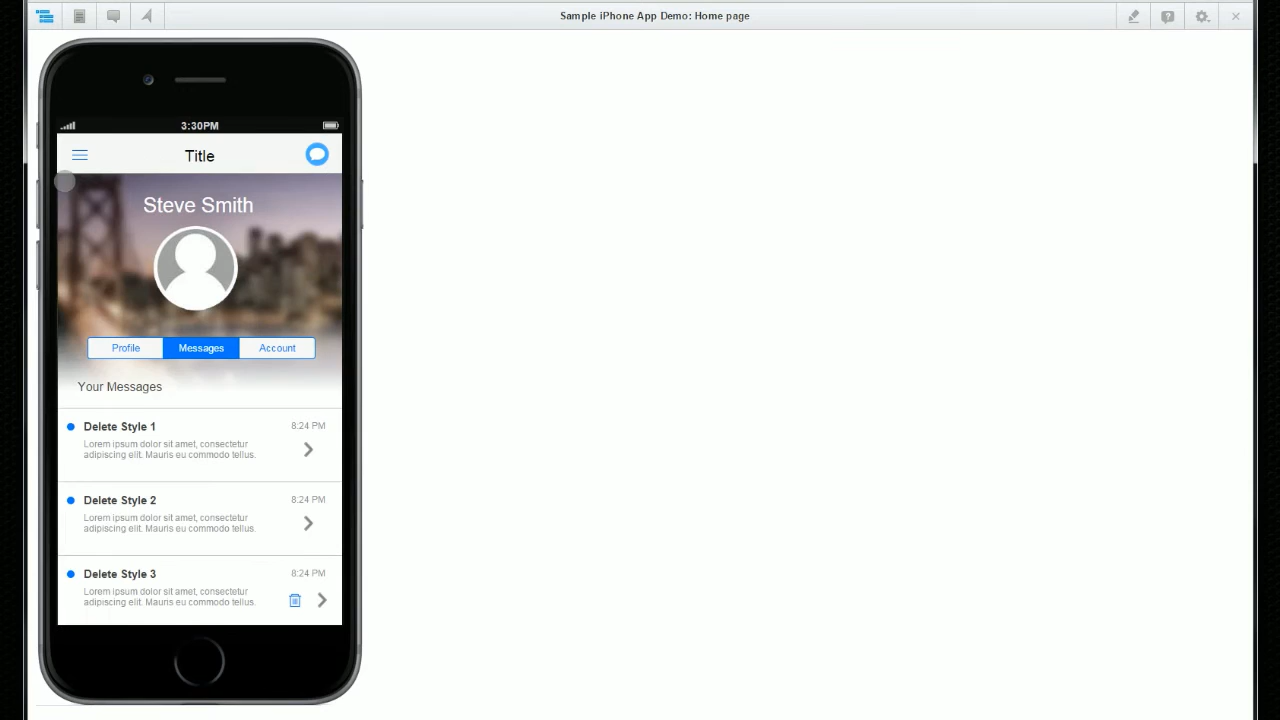 Sample iPhone App Demo: Home page
3:30PM
Title
Steve Smith
Profile Messages Account
Your Messages
Delete Style 1 8:24 PM
Lorem ipsum dolor sit amet, consectetur
adipiscing elit. Mauris eu commodo tellus.
Delete Style 2 8:24 PM
Lorem ipsum dolor sit amet, consectetur
adipiscing elit. Mauris eu commodo tellus.
Delete Style 3 8:24 PM
Lorem ipsum dolor sit amet, consectetur
adipiscing elit. Mauris eu commodo tellus.